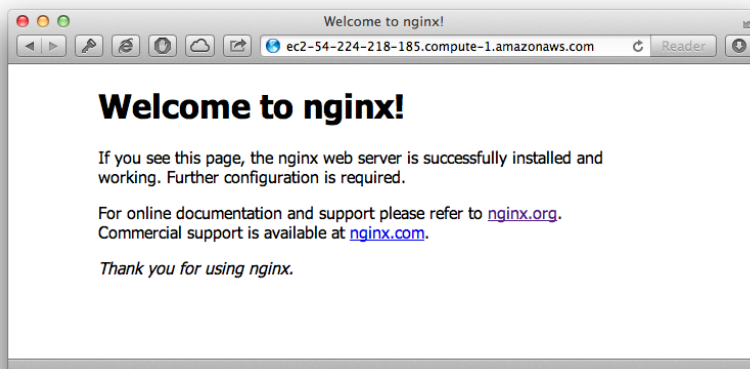 Welcome to nginx!
ec2-54-224-218-185.compute-1.amazonaws.com
Reader
Welcome to nginx!
If you see this page, the nginx web server is successfully installed and
working. Further configuration is required.
For online documentation and support please refer to nginx.org.
Commercial support is available at nginx.com.
Thank you for using nginx.